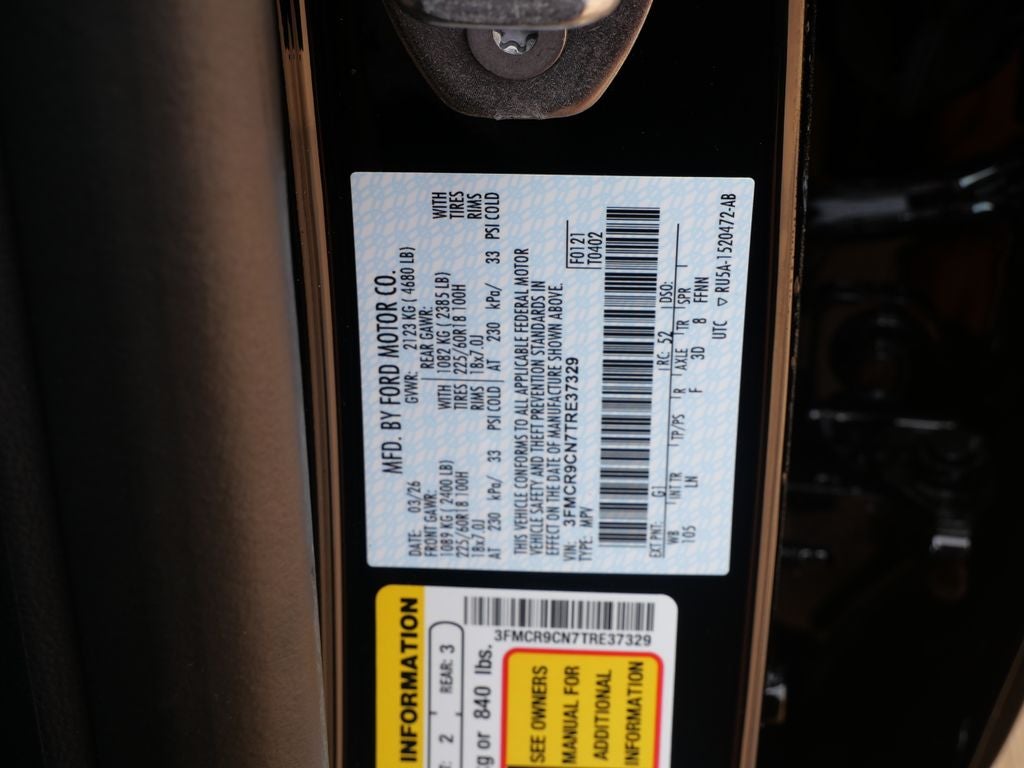 MFD. BY FORD MOTOR CO.
DATE: 03/26 GVWR: 2123 KG ( 4680 LB)
FRONT GAWR: REAR GAWR:
1089 KG ( 2400 LB) WITH 1082 KG ( 2385 LB) WITH
225/60R18 100H TIRES 225/60R18 100H TIRES
18x7.0J RIMS 18x7.0J RIMS
AT 230 kPa/ 33 PSI COLD AT 230 kPa/ 33 PSI COLD
THIS VEHICLE CONFORMS TO ALL APPLICABLE FEDERAL MOTOR
VEHICLE SAFETY AND THEFT PREVENTION STANDARDS IN
EFFECT ON THE DATE OF MANUFACTURE SHOWN ABOVE.
VIN: 3FMCR9CN7TRE37329 F0121
TYPE: MPV T0402
EXT PNT: G1 RC: 52 DSO:
WB INT TR TP/PS R AXLE TR SPR
105 LN F 3D 8 FFNN
UTC ▽ RU5A-1520472-AB
INFORMATION
2 REAR: 3
kg or 840 lbs.
3FMCR9CN7TRE37329
SEE OWNERS
MANUAL FOR
ADDITIONAL
INFORMATION